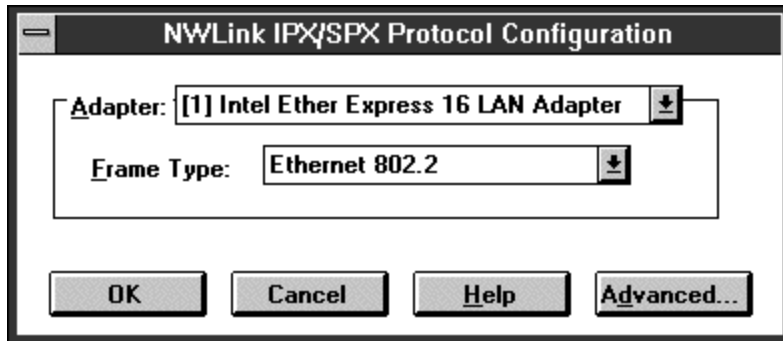 NWLink IPX/SPX Protocol Configuration
Adapter: [1] Intel Ether Express 16 LAN Adapter
Frame Type: Ethernet 802.2
OK Cancel Help Advanced...